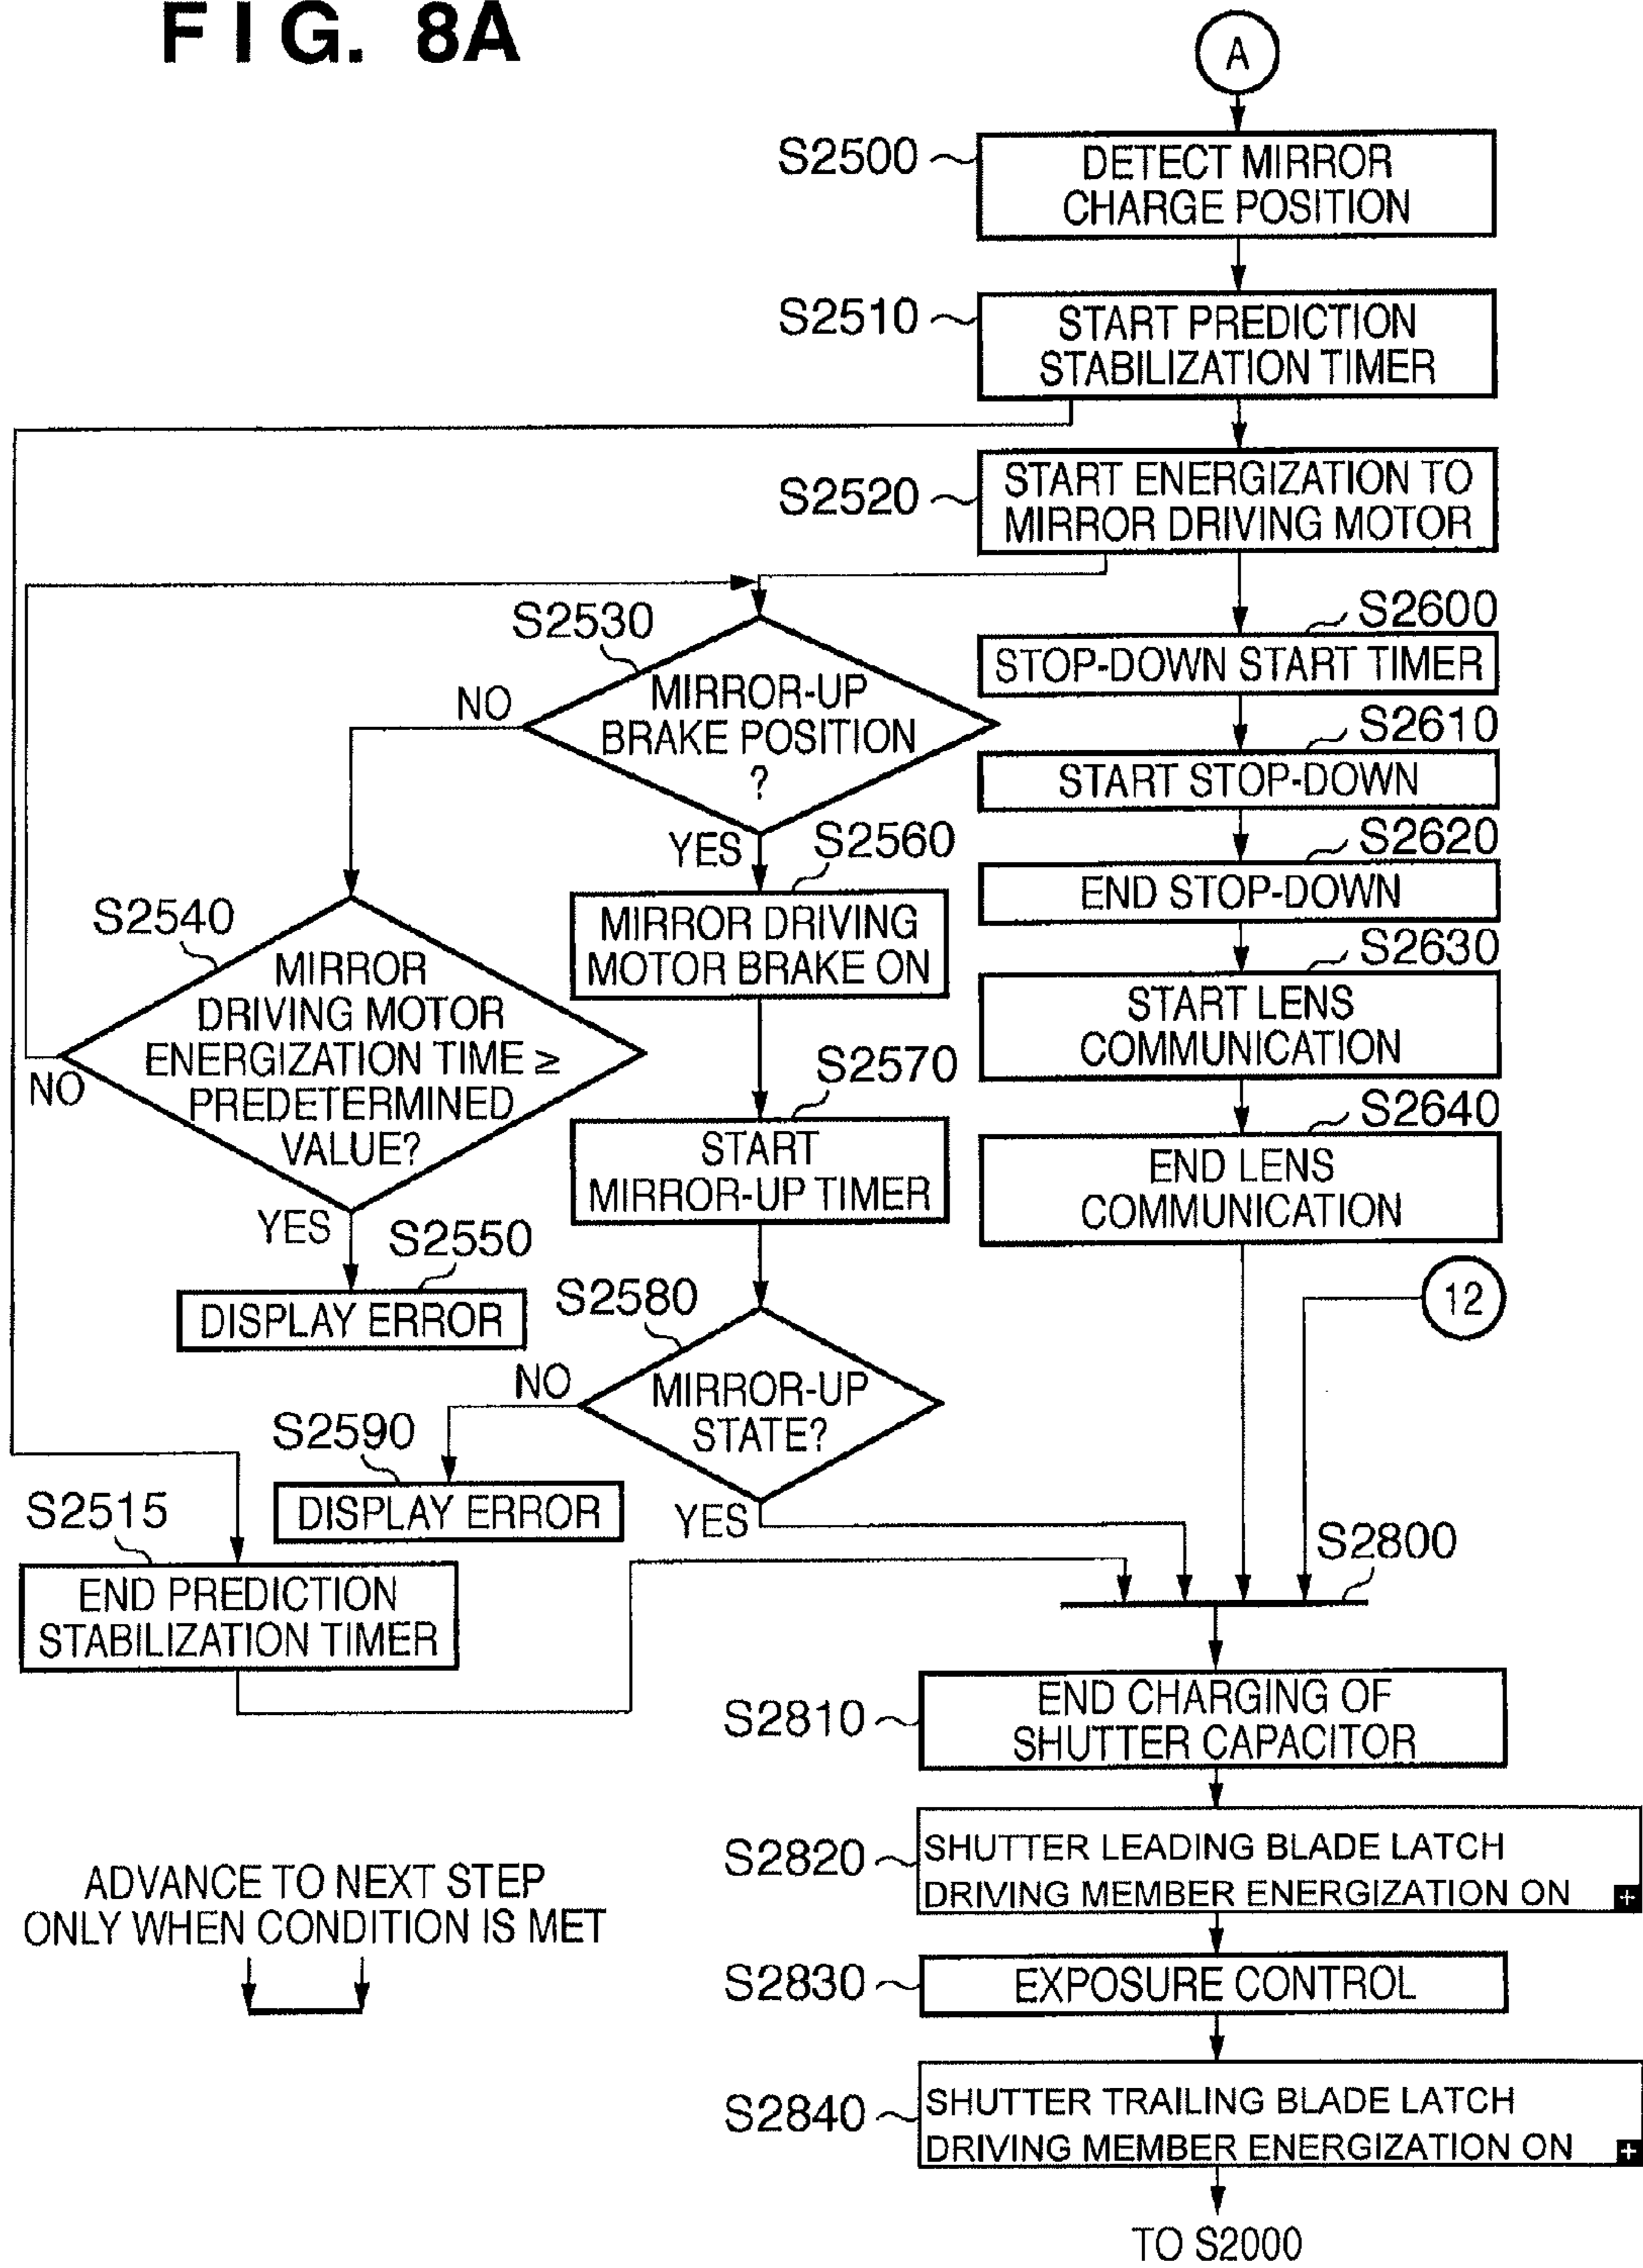 FIG. 8A
A
S2500
DETECT MIRROR
CHARGE POSITION
S2510
START PREDICTION
STABILIZATION TIMER
S2520
START ENERGIZATION TO
MIRROR DRIVING MOTOR
S2530
MIRROR-UP
BRAKE POSITION
?
NO
YES
S2540
MIRROR
DRIVING MOTOR
ENERGIZATION TIME ≥
PREDETERMINED
VALUE?
NO
YES
S2550
DISPLAY ERROR
S2560
MIRROR DRIVING
MOTOR BRAKE ON
S2570
START
MIRROR-UP TIMER
S2580
MIRROR-UP
STATE?
NO
YES
S2590
DISPLAY ERROR
S2515
END PREDICTION
STABILIZATION TIMER
S2600
STOP-DOWN START TIMER
S2610
START STOP-DOWN
S2620
END STOP-DOWN
S2630
START LENS
COMMUNICATION
S2640
END LENS
COMMUNICATION
12
S2800
S2810
END CHARGING OF
SHUTTER CAPACITOR
S2820
SHUTTER LEADING BLADE LATCH
DRIVING MEMBER ENERGIZATION ON
S2830
EXPOSURE CONTROL
S2840
SHUTTER TRAILING BLADE LATCH
DRIVING MEMBER ENERGIZATION ON
TO S2000
ADVANCE TO NEXT STEP
ONLY WHEN CONDITION IS MET